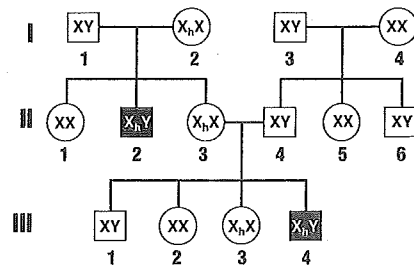 I XY XₕX XY XX
1 2 3 4
II XX XₕY XₕX XY XX XY
1 2 3 4 5 6
III XY XX XₕX XₕY
1 2 3 4